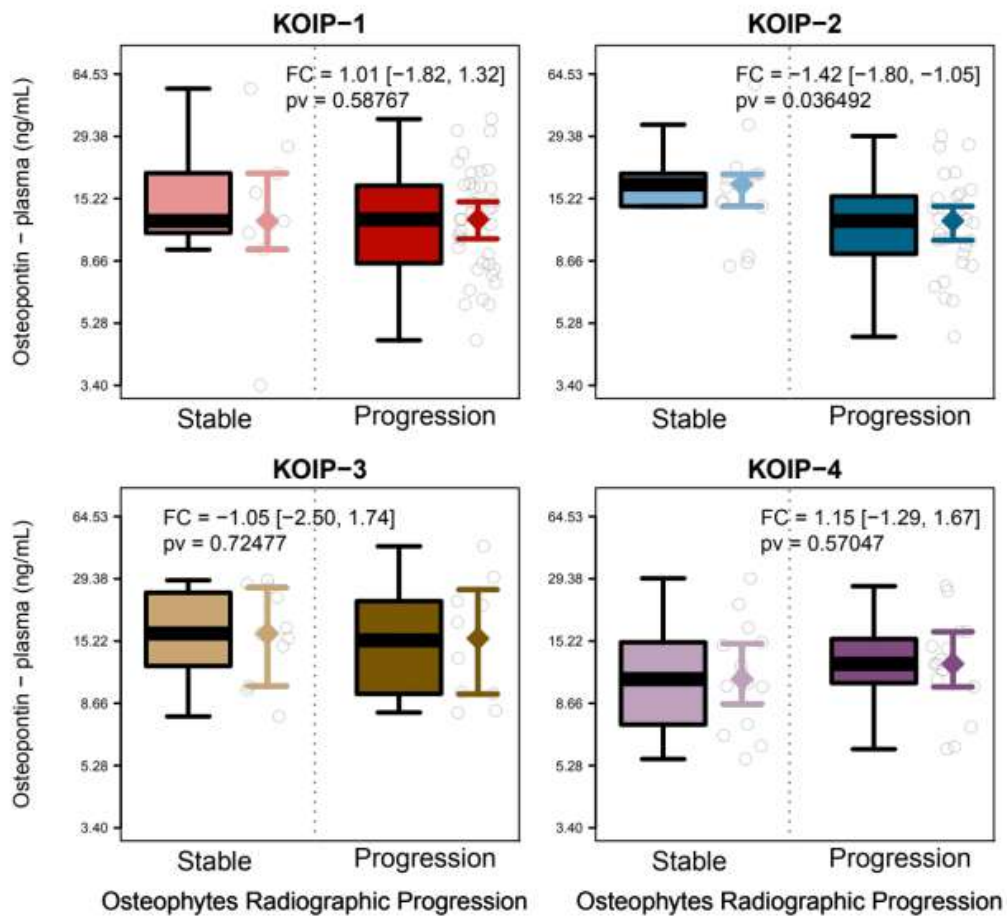 KOIP−1
KOIP−2
Osteopontin − plasma (ng/mL)
64.53
29.38
15.22
8.66
5.28
3.40
FC = 1.01 [−1.82, 1.32]
pv = 0.58767
Stable
Progression
64.53
29.38
15.22
8.66
5.28
3.40
FC = −1.42 [−1.80, −1.05]
pv = 0.036492
Stable
Progression
KOIP−3
KOIP−4
Osteopontin − plasma (ng/mL)
64.53
29.38
15.22
8.66
5.28
3.40
FC = −1.05 [−2.50, 1.74]
pv = 0.72477
Stable
Progression
Osteophytes Radiographic Progression
64.53
29.38
15.22
8.66
5.28
3.40
FC = 1.15 [−1.29, 1.67]
pv = 0.57047
Stable
Progression
Osteophytes Radiographic Progression